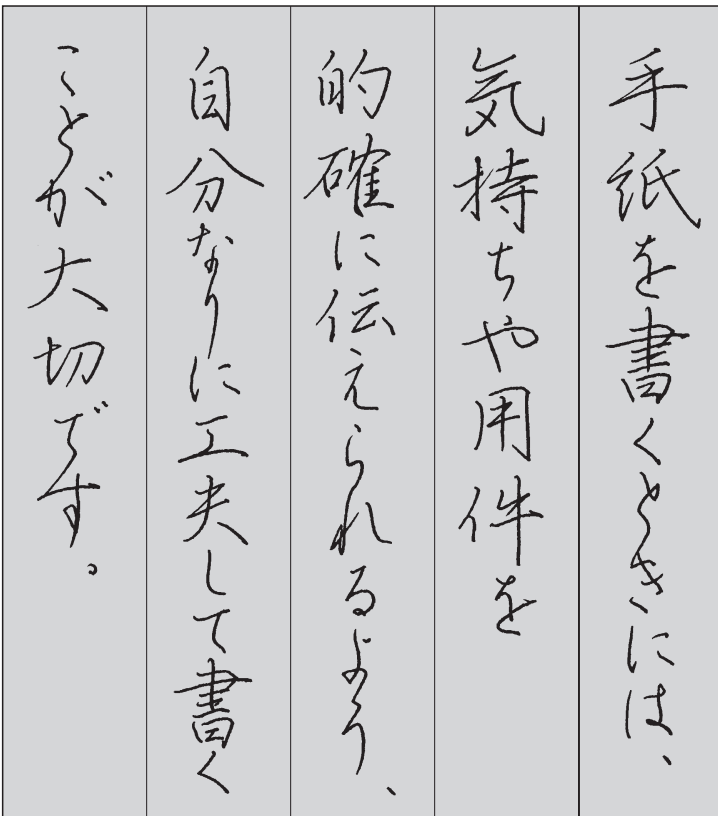 手紙を書くときには、
気持ちや用件を
的確に伝えられるよう、
自分なりに工夫して書く
ことが大切です。